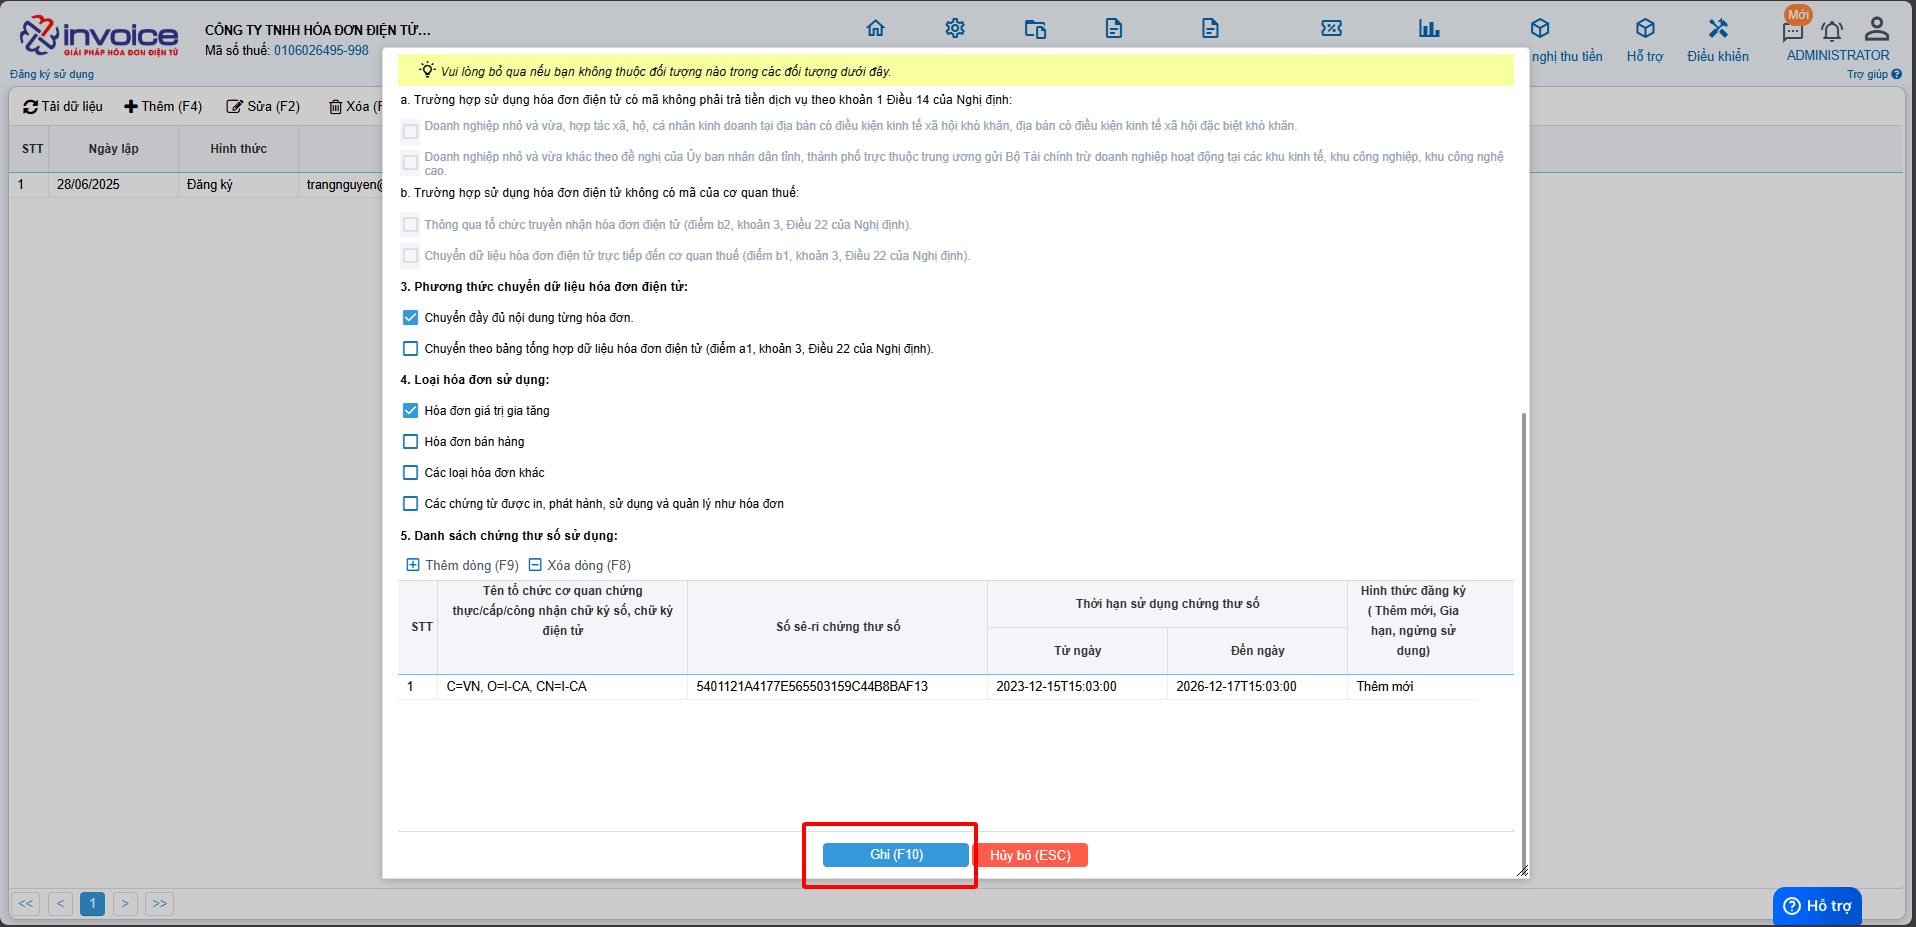 invoice
GIẢI PHÁP HÓA ĐƠN ĐIỆN TỬ
CÔNG TY TNHH HÓA ĐƠN ĐIỆN TỬ...
Mã số thuế: 0106026495-998
nghị thu tiền
Hỗ trợ
Điều khiển
Mới
ADMINISTRATOR
Đăng ký sử dụng
Trợ giúp
Tải dữ liệu
Thêm (F4)
Sửa (F2)
Xóa (F
STT
Ngày lập
Hình thức
1
28/06/2025
Đăng ký
trangnguyen@
Vui lòng bỏ qua nếu bạn không thuộc đối tượng nào trong các đối tượng dưới đây.
a. Trường hợp sử dụng hóa đơn điện tử có mã không phải trả tiền dịch vụ theo khoản 1 Điều 14 của Nghị định:
Doanh nghiệp nhỏ và vừa, hợp tác xã, hộ, cá nhân kinh doanh tại địa bàn có điều kiện kinh tế xã hội khó khăn, địa bàn có điều kiện kinh tế xã hội đặc biệt khó khăn.
Doanh nghiệp nhỏ và vừa khác theo đề nghị của Ủy ban nhân dân tỉnh, thành phố trực thuộc trung ương gửi Bộ Tài chính trừ doanh nghiệp hoạt động tại các khu kinh tế, khu công nghiệp, khu công nghệ
cao.
b. Trường hợp sử dụng hóa đơn điện tử không có mã của cơ quan thuế:
Thông qua tổ chức truyền nhận hóa đơn điện tử (điểm b2, khoản 3, Điều 22 của Nghị định).
Chuyển dữ liệu hóa đơn điện tử trực tiếp đến cơ quan thuế (điểm b1, khoản 3, Điều 22 của Nghị định).
3. Phương thức chuyển dữ liệu hóa đơn điện tử:
Chuyển đầy đủ nội dung từng hóa đơn.
Chuyển theo bảng tổng hợp dữ liệu hóa đơn điện tử (điểm a1, khoản 3, Điều 22 của Nghị định).
4. Loại hóa đơn sử dụng:
Hóa đơn giá trị gia tăng
Hóa đơn bán hàng
Các loại hóa đơn khác
Các chứng từ được in, phát hành, sử dụng và quản lý như hóa đơn
5. Danh sách chứng thư số sử dụng:
Thêm dòng (F9)
Xóa dòng (F8)
STT
Tên tổ chức cơ quan chứng
thực/cấp/công nhận chữ ký số, chữ ký
điện tử
Số sê-ri chứng thư số
Thời hạn sử dụng chứng thư số
Từ ngày
Đến ngày
Hình thức đăng ký
( Thêm mới, Gia
hạn, ngừng sử
dụng)
1
C=VN, O=I-CA, CN=I-CA
5401121A4177E565503159C44B8BAF13
2023-12-15T15:03:00
2026-12-17T15:03:00
Thêm mới
Ghi (F10)
Hủy bỏ (ESC)
<<
<
1
>
>>
Hỗ trợ